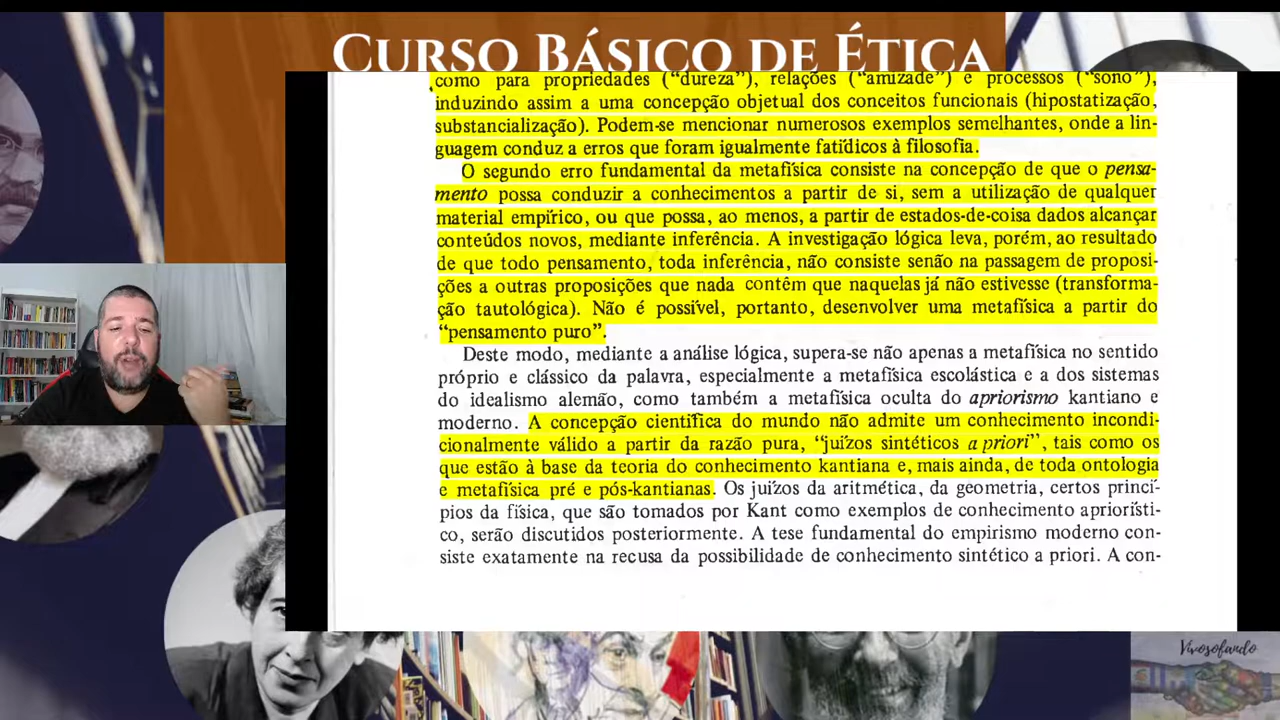 CURSO BÁSICO DE ÉTICA
como para propriedades ("dureza"), relações ("amizade") e processos ("sono"),
induzindo assim a uma concepção objetual dos conceitos funcionais (hipostatização,
substancialização). Podem-se mencionar numerosos exemplos semelhantes, onde a lin-
guagem conduz a erros que foram igualmente fatídicos à filosofia.
O segundo erro fundamental da metafísica consiste na concepção de que o pensa-
mento possa conduzir a conhecimentos a partir de si, sem a utilização de qualquer
material empírico, ou que possa, ao menos, a partir de estados-de-coisa dados alcançar
conteúdos novos, mediante inferência. A investigação lógica leva, porém, ao resultado
de que todo pensamento, toda inferência, não consiste senão na passagem de proposi-
ções a outras proposições que nada contêm que naquelas já não estivesse (transforma-
ção tautológica). Não é possível, portanto, desenvolver uma metafísica a partir do
"pensamento puro".
Deste modo, mediante a análise lógica, supera-se não apenas a metafísica no sentido
próprio e clássico da palavra, especialmente a metafísica escolástica e a dos sistemas
do idealismo alemão, como também a metafísica oculta do apriorismo kantiano e
moderno. A concepção científica do mundo não admite um conhecimento incondi-
cionalmente válido a partir da razão pura, "juízos sintéticos a priori", tais como os
que estão à base da teoria do conhecimento kantiana e, mais ainda, de toda ontologia
e metafísica pré e pós-kantianas. Os juízos da aritmética, da geometria, certos princí-
pios da física, que são tomados por Kant como exemplos de conhecimento apriorísti-
co, serão discutidos posteriormente. A tese fundamental do empirismo moderno con-
siste exatamente na recusa da possibilidade de conhecimento sintético a priori. A con-
Vivosofando